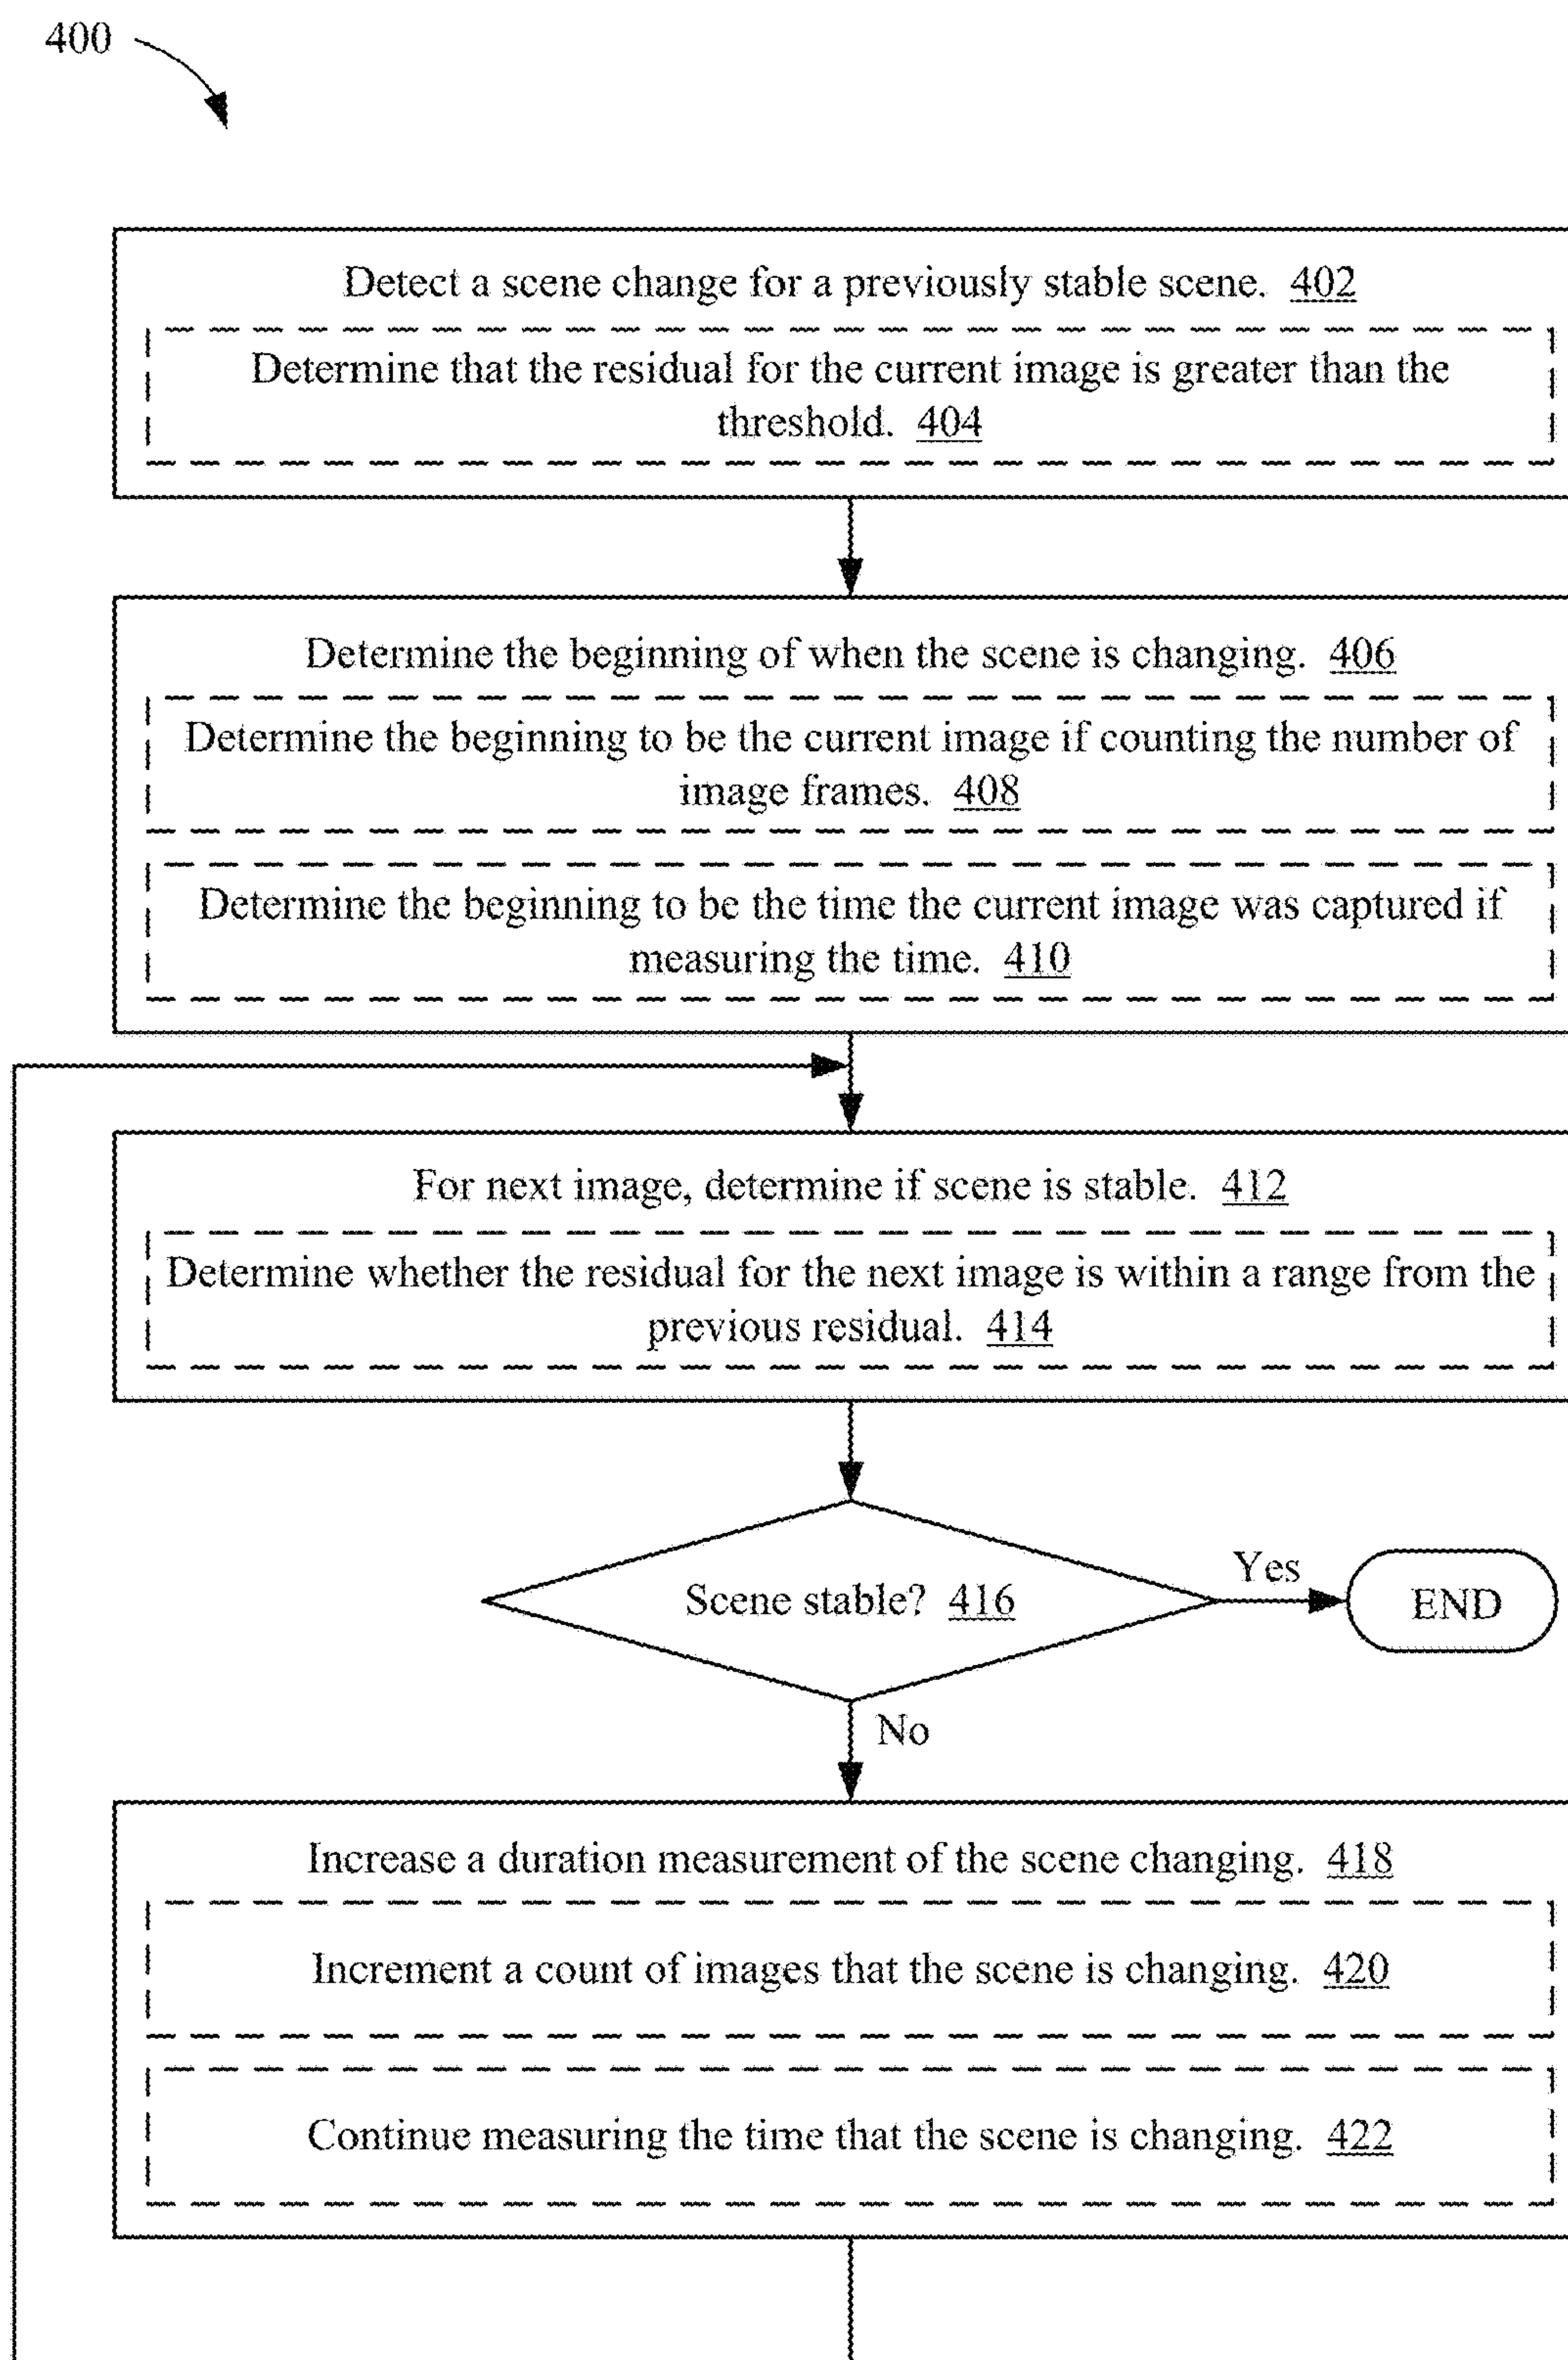 400
Detect a scene change for a previously stable scene. 402
Determine that the residual for the current image is greater than the
threshold. 404
Determine the beginning of when the scene is changing. 406
Determine the beginning to be the current image if counting the number of
image frames. 408
Determine the beginning to be the time the current image was captured if
measuring the time. 410
For next image, determine if scene is stable. 412
Determine whether the residual for the next image is within a range from the
previous residual. 414
Scene stable? 416
Yes
END
No
Increase a duration measurement of the scene changing. 418
Increment a count of images that the scene is changing. 420
Continue measuring the time that the scene is changing. 422